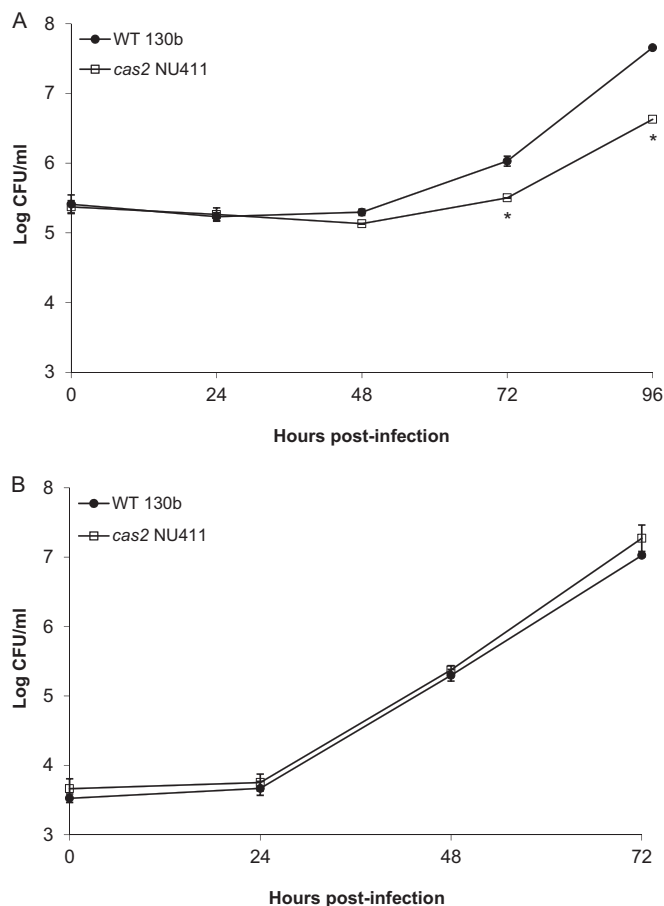 A
8
WT 130b
cas2 NU411
7
6
5
4
3
Log CFU/ml
*
*
0 24 48 72 96
Hours post-infection
B
8
WT 130b
cas2 NU411
7
6
5
4
3
Log CFU/ml
0 24 48 72
Hours post-infection